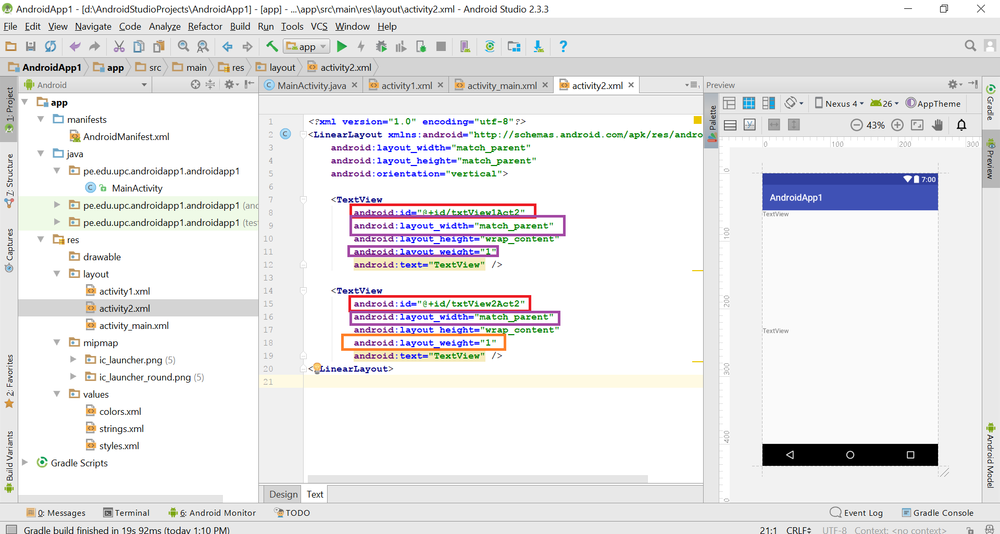 AndroidApp1 - [d:\AndroidStudioProjects\AndroidApp1] - [app] - ...\app\src\main\res\layout\activity2.xml - Android Studio 2.3.3
File Edit View Navigate Code Analyze Refactor Build Run Tools VCS Window Help
app
AndroidApp1 app src main res layout activity2.xml
Android
MainActivity.java activity1.xml activity_main.xml activity2.xml
Preview
1: Project
7: Structure
Captures
2: Favorites
Build Variants
app
manifests
AndroidManifest.xml
java
pe.edu.upc.androidapp1.androidapp1
MainActivity
pe.edu.upc.androidapp1.androidapp1 (and
pe.edu.upc.androidapp1.androidapp1 (tes
res
drawable
layout
activity1.xml
activity2.xml
activity_main.xml
mipmap
ic_launcher.png (5)
ic_launcher_round.png (5)
values
colors.xml
strings.xml
styles.xml
Gradle Scripts
1 <?xml version="1.0" encoding="utf-8"?>
2 <LinearLayout xmlns:android="http://schemas.android.com/apk/res/andro
3 android:layout_width="match_parent"
4 android:layout_height="match_parent"
5 android:orientation="vertical">
6
7 <TextView
8 android:id="@+id/txtView1Act2"
9 android:layout_width="match_parent"
10 android:layout_height="wrap_content"
11 android:layout_weight="1"
12 android:text="TextView" />
13
14 <TextView
15 android:id="@+id/txtView2Act2"
16 android:layout_width="match_parent"
17 android:layout_height="wrap_content"
18 android:layout_weight="1"
19 android:text="TextView" />
20 </LinearLayout>
21
Design Text
Palette
Nexus 4 26 AppTheme
43%
0 100 200 300
0
100
200
300
400
0
7:00
AndroidApp1
TextView
TextView
Gradle
Preview
Android Model
0: Messages Terminal 6: Android Monitor TODO Event Log Gradle Console
Gradle build finished in 19s 92ms (today 1:10 PM) 21:1 CRLF UTF-8 Context: <no context>